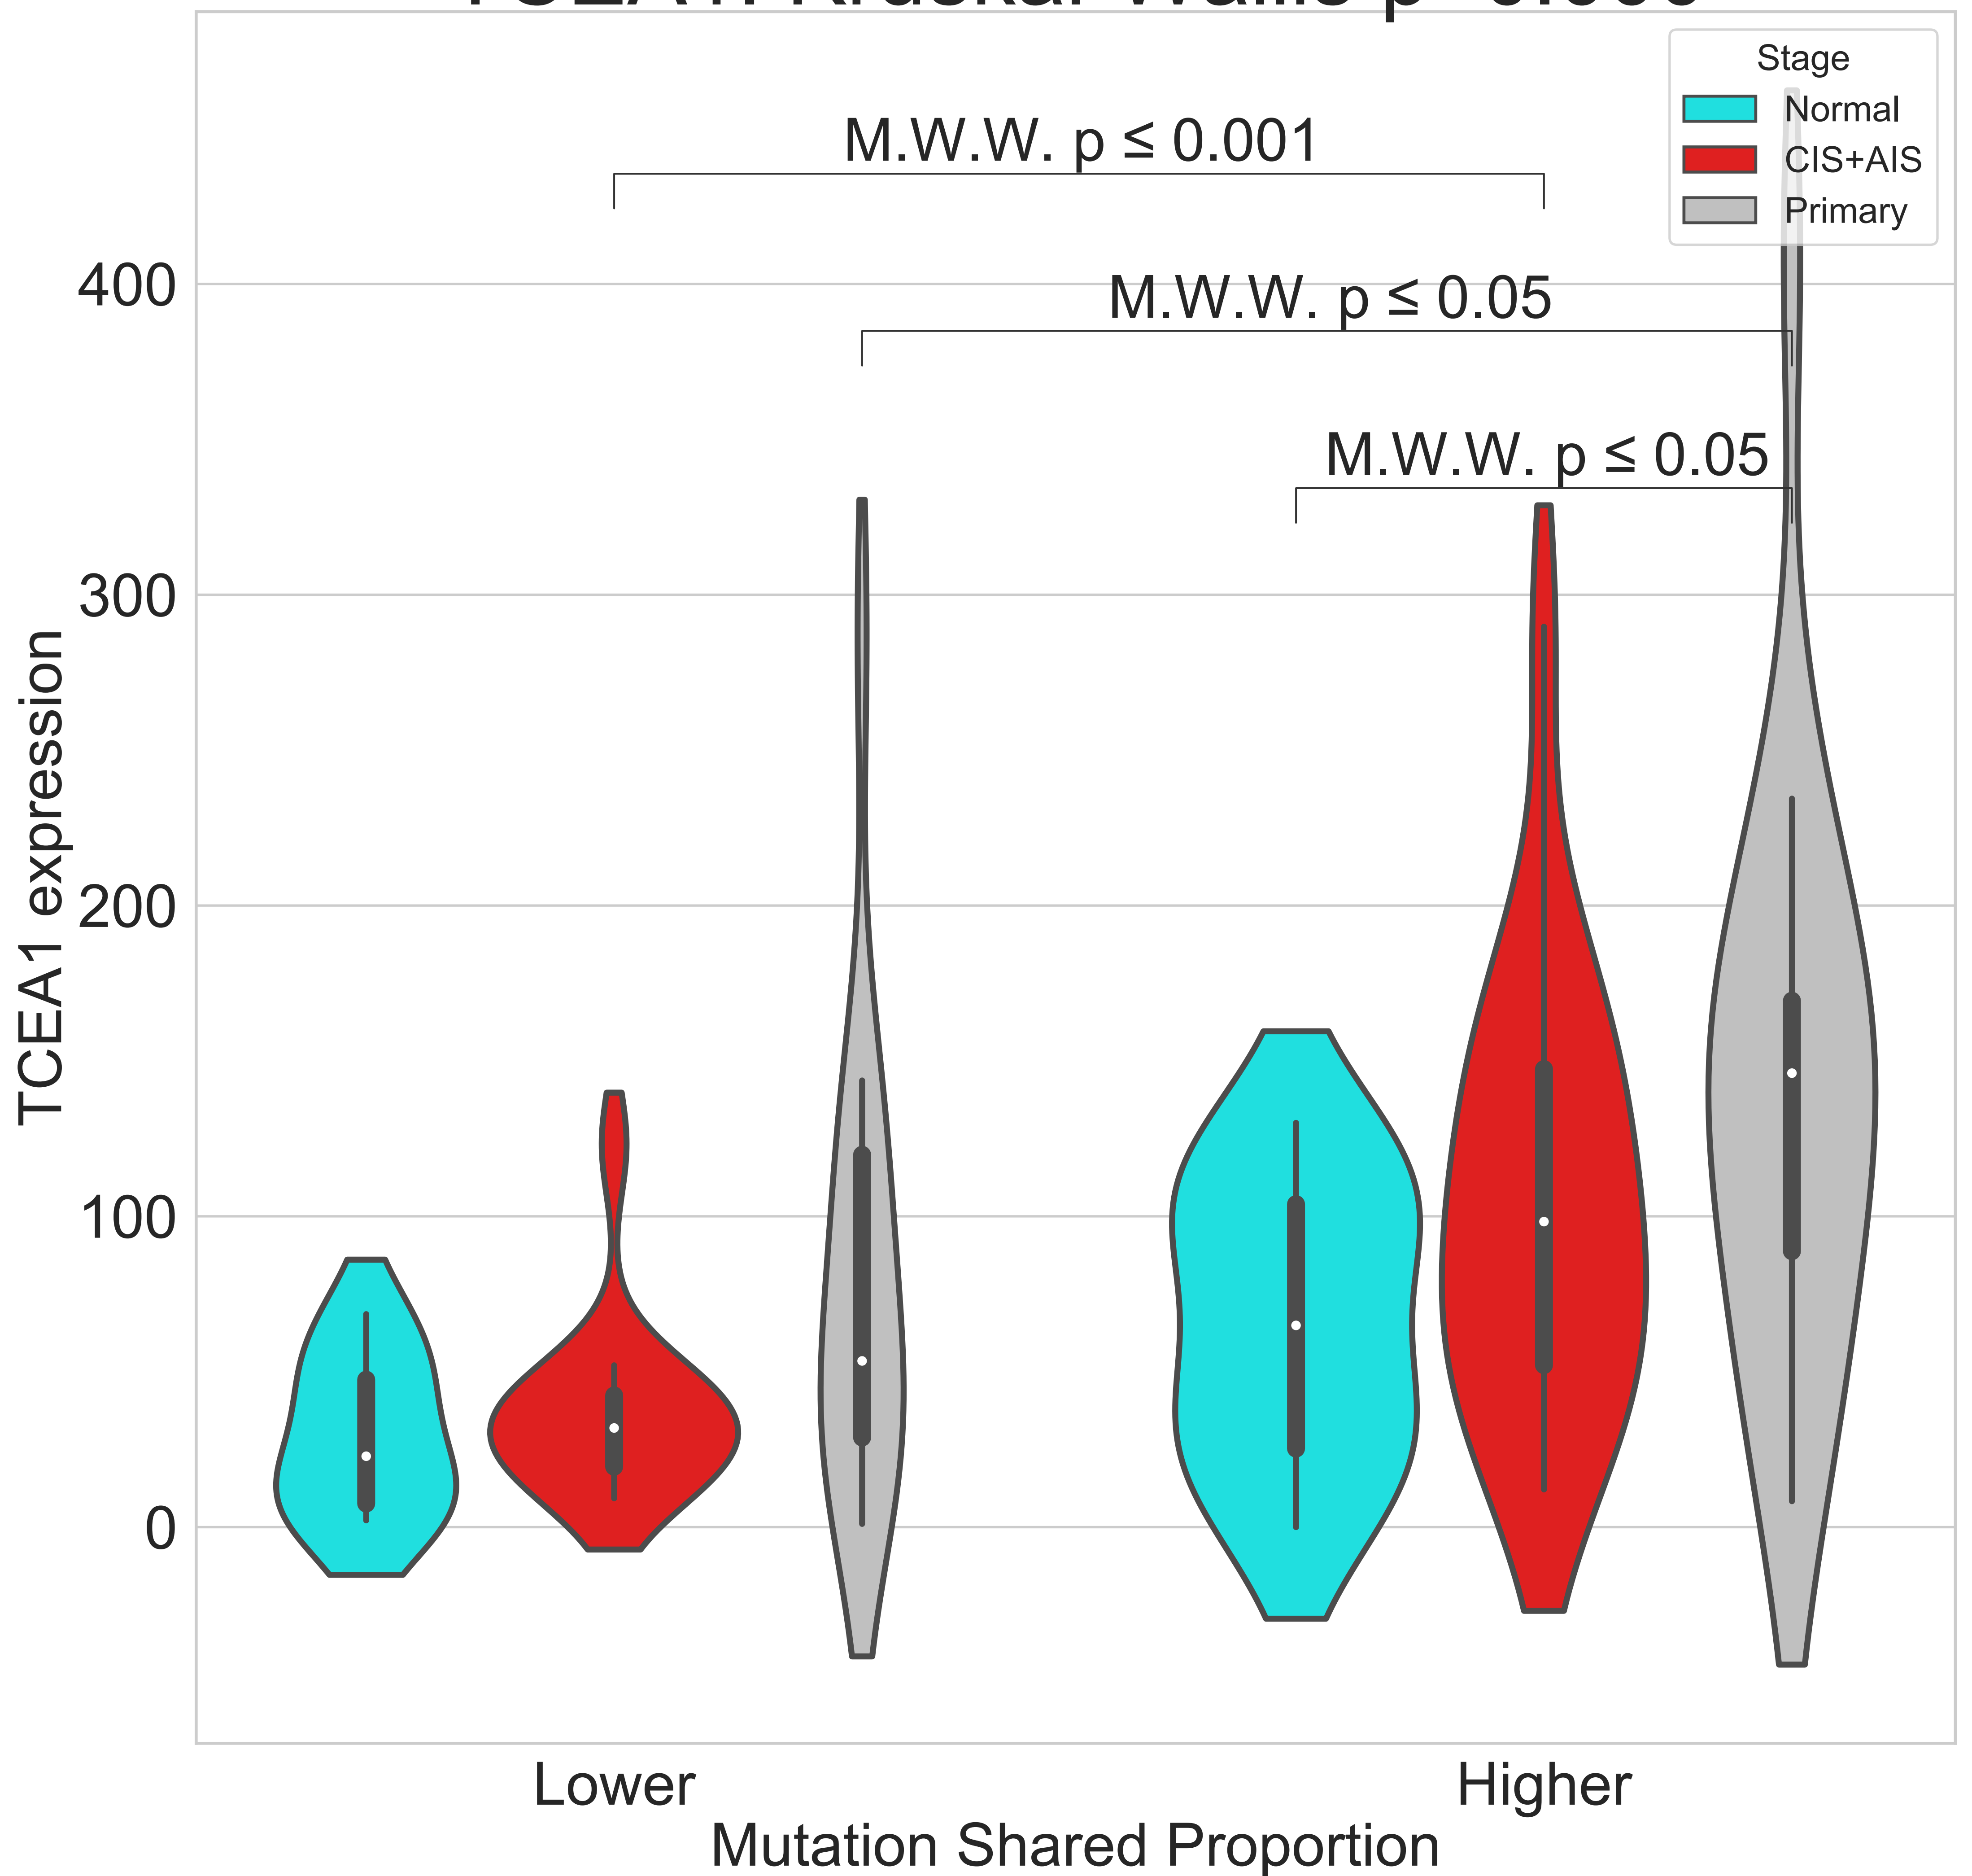 Stage
Normal
CIS+AIS
Primary
M.W.W. p ≤ 0.001
M.W.W. p ≤ 0.05
M.W.W. p ≤ 0.05
400
300
200
100
0
TCEA1 expression
Lower
Higher
Mutation Shared Proportion